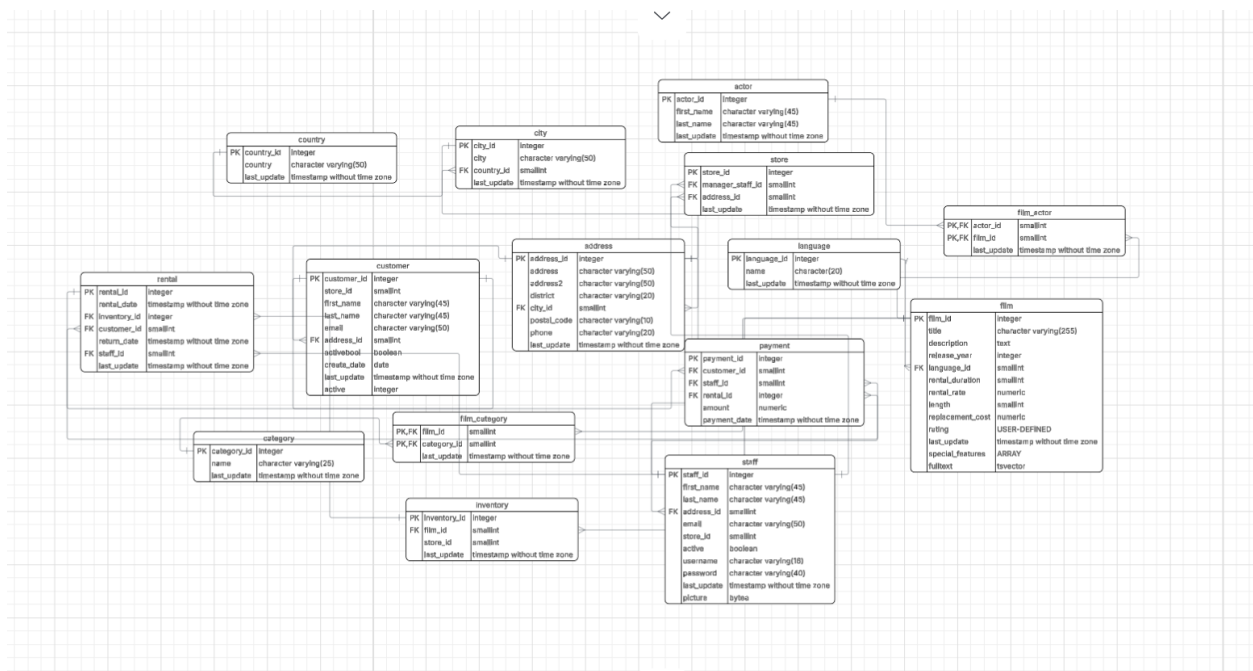 actor
PK actor_id integer
first_name character varying(45)
last_name character varying(45)
last_update timestamp without time zone
country
PK country_id integer
country character varying(50)
last_update timestamp without time zone
city
PK city_id integer
city character varying(50)
FK country_id smallint
last_update timestamp without time zone
store
PK store_id integer
FK manager_staff_id smallint
FK address_id smallint
last_update timestamp without time zone
film_actor
PK,FK actor_id smallint
PK,FK film_id smallint
last_update timestamp without time zone
address
PK address_id integer
address character varying(50)
address2 character varying(50)
district character varying(20)
FK city_id smallint
postal_code character varying(10)
phone character varying(20)
last_update timestamp without time zone
language
PK language_id integer
name character(20)
last_update timestamp without time zone
customer
PK customer_id integer
store_id smallint
first_name character varying(45)
last_name character varying(45)
email character varying(50)
FK address_id smallint
activebool boolean
create_date date
last_update timestamp without time zone
active integer
rental
PK rental_id integer
rental_date timestamp without time zone
FK inventory_id integer
FK customer_id smallint
return_date timestamp without time zone
FK staff_id smallint
last_update timestamp without time zone
film
PK film_id integer
title character varying(255)
description text
release_year integer
FK language_id smallint
rental_duration smallint
rental_rate numeric
length smallint
replacement_cost numeric
rating USER-DEFINED
last_update timestamp without time zone
special_features ARRAY
fulltext tsvector
payment
PK payment_id integer
FK customer_id smallint
FK staff_id smallint
FK rental_id integer
amount numeric
payment_date timestamp without time zone
film_category
PK,FK film_id smallint
PK,FK category_id smallint
last_update timestamp without time zone
category
PK category_id integer
name character varying(25)
last_update timestamp without time zone
staff
PK staff_id integer
first_name character varying(45)
last_name character varying(45)
FK address_id smallint
email character varying(50)
store_id smallint
active boolean
username character varying(16)
password character varying(40)
last_update timestamp without time zone
picture bytea
inventory
PK inventory_id integer
FK film_id smallint
store_id smallint
last_update timestamp without time zone